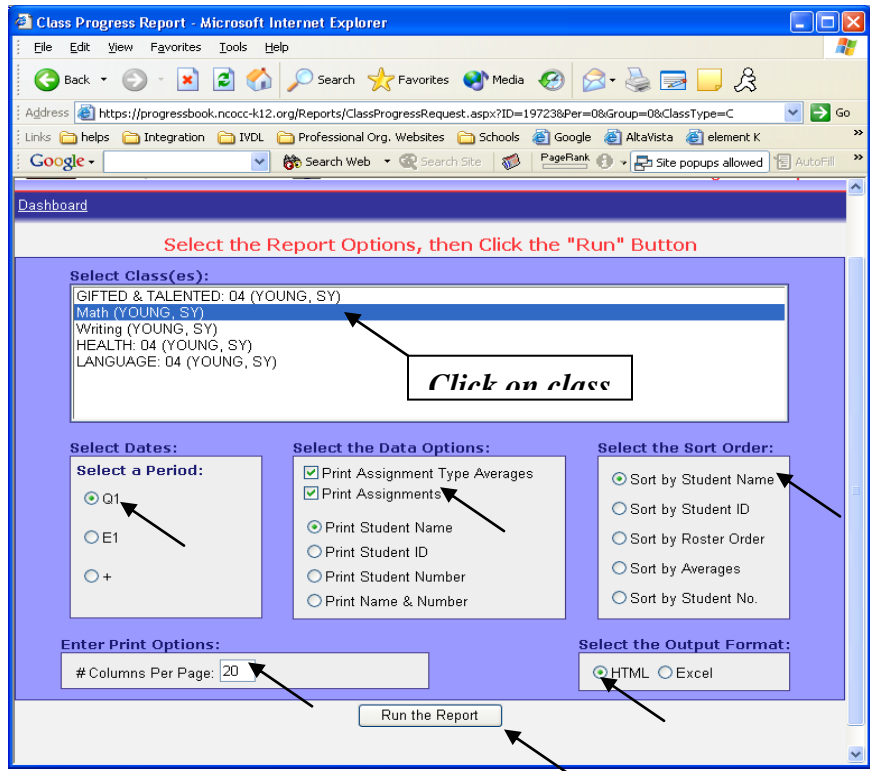 Class Progress Report - Microsoft Internet Explorer
File Edit View Favorites Tools Help
Back Search Favorites Media
Address https://progressbook.ncocc-k12.org/Reports/ClassProgressRequest.aspx?ID=19723&Per=0&Group=0&ClassType=C Go
Links helps Integration IVDL Professional Org. Websites Schools Google AltaVista element K »
Google Search Web Search Site PageRank Site popups allowed AutoFill »
Dashboard
Select the Report Options, then Click the "Run" Button
Select Class(es):
GIFTED & TALENTED: 04 (YOUNG, SY)
Math (YOUNG, SY)
Writing (YOUNG, SY)
HEALTH: 04 (YOUNG, SY)
LANGUAGE: 04 (YOUNG, SY)
Click on class
Select Dates:
Select a Period:
Q1
E1
+
Select the Data Options:
Print Assignment Type Averages
Print Assignments
Print Student Name
Print Student ID
Print Student Number
Print Name & Number
Select the Sort Order:
Sort by Student Name
Sort by Student ID
Sort by Roster Order
Sort by Averages
Sort by Student No.
Enter Print Options:
# Columns Per Page: 20
Select the Output Format:
HTML Excel
Run the Report